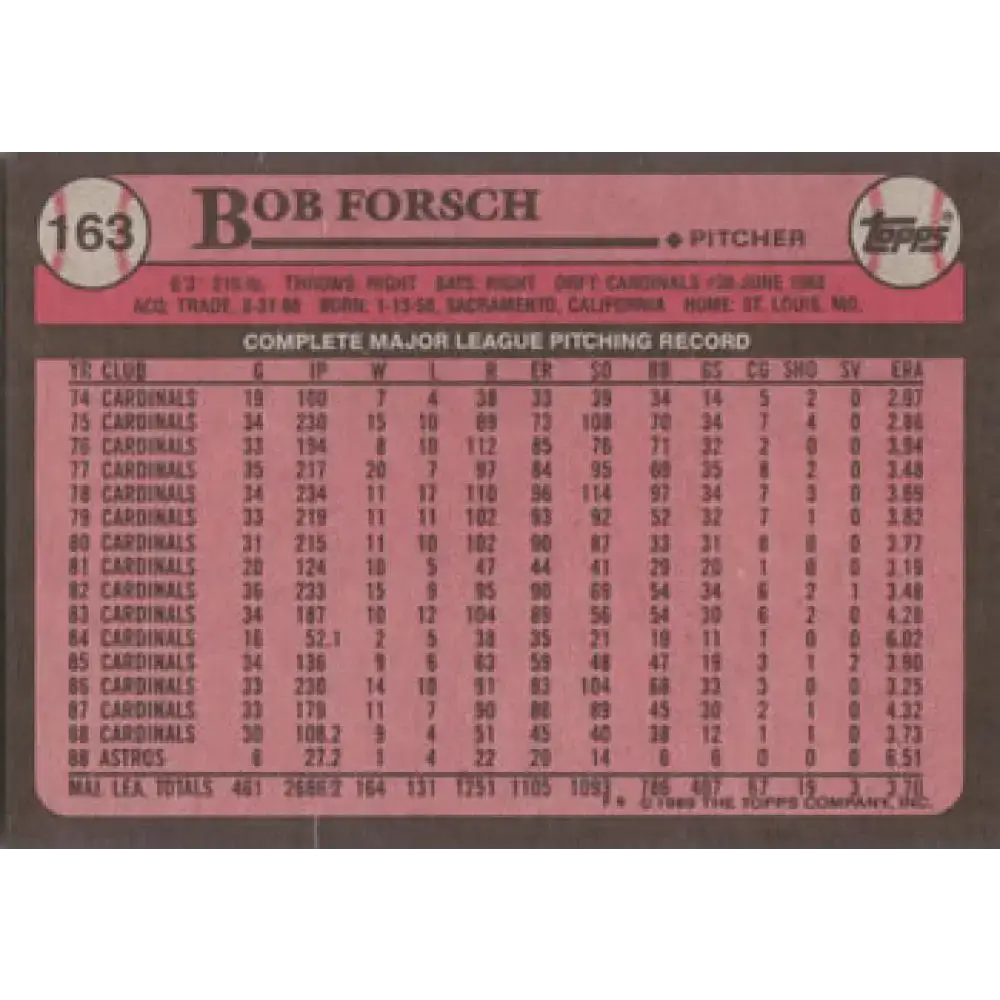 163
BOB FORSCH
PITCHER
TOPPS®
6'3" 215 lb. THROWS: RIGHT BATS: RIGHT DRFT: CARDINALS #38-JUNE, 1968
ACQ: TRADE, 8-31-88 BORN: 1-13-50, SACRAMENTO, CALIFORNIA HOME: ST. LOUIS, MO.
COMPLETE MAJOR LEAGUE PITCHING RECORD
YR CLUB G IP W L R ER SO BB GS CG SHO SV ERA
74 CARDINALS 19 100 7 4 38 33 39 34 14 5 2 0 2.97
75 CARDINALS 34 230 15 10 89 73 108 70 34 7 4 0 2.86
76 CARDINALS 33 194 8 10 112 85 76 71 32 2 0 0 3.94
77 CARDINALS 35 217 20 7 97 84 95 69 35 8 2 0 3.48
78 CARDINALS 34 234 11 17 110 96 114 97 34 7 3 0 3.69
79 CARDINALS 33 219 11 11 102 93 92 52 32 7 1 0 3.82
80 CARDINALS 31 215 11 10 102 90 87 33 31 8 0 0 3.77
81 CARDINALS 20 124 10 5 47 44 41 29 20 1 0 0 3.19
82 CARDINALS 36 233 15 9 95 90 69 54 34 6 2 1 3.48
83 CARDINALS 34 187 10 12 104 89 56 54 30 6 2 0 4.28
84 CARDINALS 16 52.1 2 5 38 35 21 19 11 1 0 0 6.02
85 CARDINALS 34 136 9 6 63 59 48 47 19 3 1 2 3.90
86 CARDINALS 33 230 14 10 91 83 104 68 33 3 0 0 3.25
87 CARDINALS 33 179 11 7 90 86 89 45 30 2 1 0 4.32
88 CARDINALS 30 108.2 9 4 51 45 40 38 12 1 1 0 3.73
88 ASTROS 6 27.2 1 4 22 20 14 6 6 0 0 0 6.51
MAJ. LEA. TOTALS 461 2686.2 164 131 1251 1105 1093 786 407 67 19 3 3.70
© 1989 THE TOPPS COMPANY, INC.